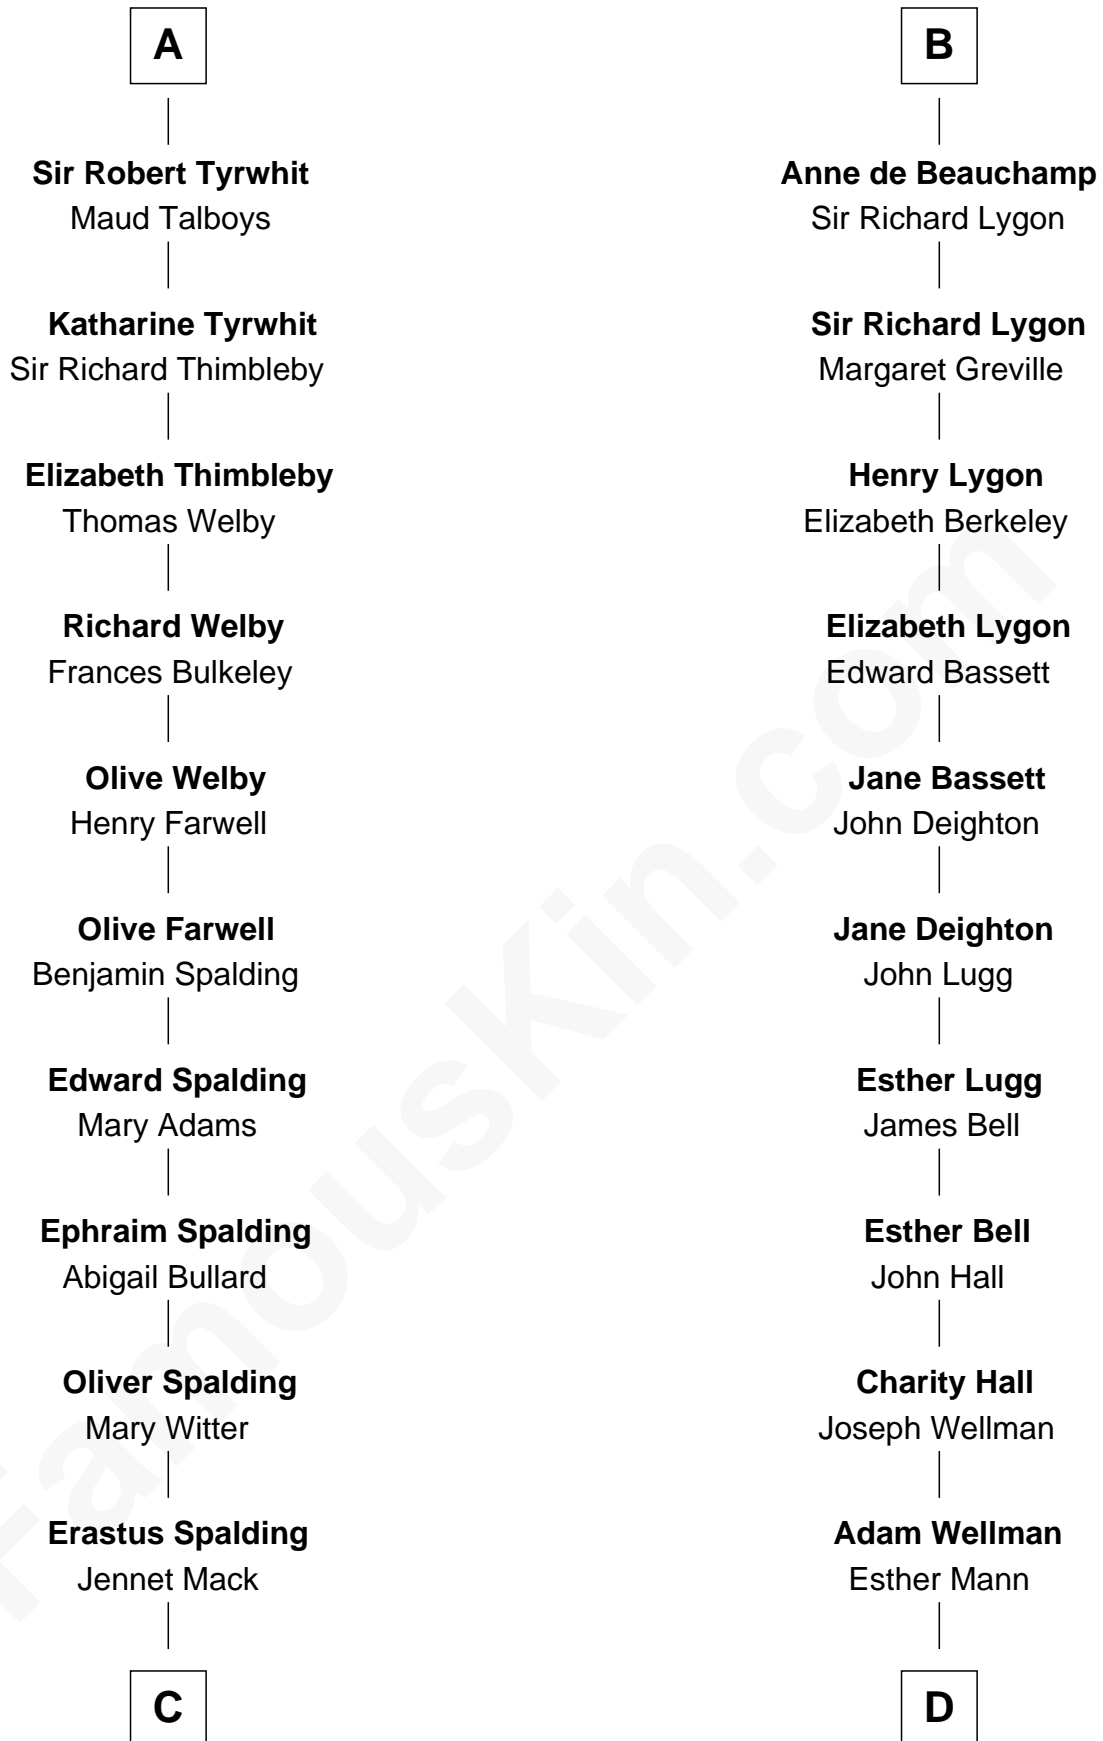 A
Sir Robert Tyrwhit
Maud Talboys
Katharine Tyrwhit
Sir Richard Thimbleby
Elizabeth Thimbleby
Thomas Welby
Richard Welby
Frances Bulkeley
Olive Welby
Henry Farwell
Olive Farwell
Benjamin Spalding
Edward Spalding
Mary Adams
Ephraim Spalding
Abigail Bullard
Oliver Spalding
Mary Witter
Erastus Spalding
Jennet Mack
C
B
Anne de Beauchamp
Sir Richard Lygon
Sir Richard Lygon
Margaret Greville
Henry Lygon
Elizabeth Berkeley
Elizabeth Lygon
Edward Bassett
Jane Bassett
John Deighton
Jane Deighton
John Lugg
Esther Lugg
James Bell
Esther Bell
John Hall
Charity Hall
Joseph Wellman
Adam Wellman
Esther Mann
D
FamousKin.com